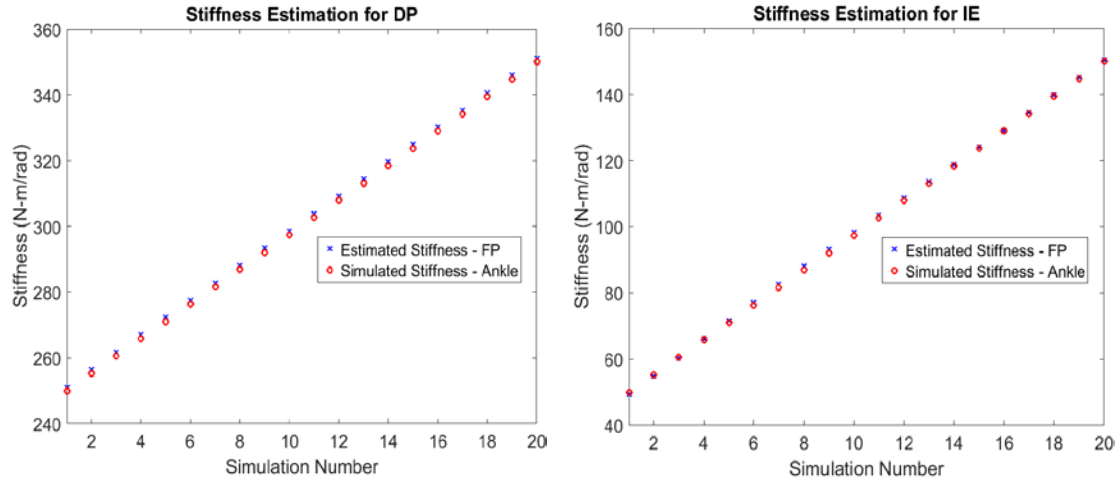 Stiffness Estimation for DP
360
340
320
300
280
260
240
Stiffness (N-m/rad)
Estimated Stiffness - FP
Simulated Stiffness - Ankle
2 4 6 8 10 12 14 16 18 20
Simulation Number
Stiffness Estimation for IE
160
140
120
100
80
60
40
Stiffness (N-m/rad)
Estimated Stiffness - FP
Simulated Stiffness - Ankle
2 4 6 8 10 12 14 16 18 20
Simulation Number